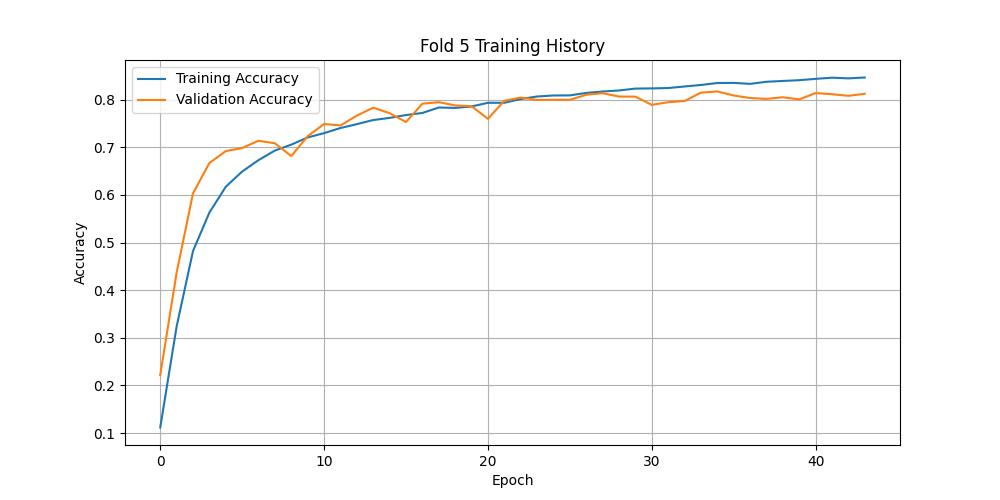 Fold 5 Training History
Training Accuracy
Validation Accuracy
Accuracy
0.8
0.7
0.6
0.5
0.4
0.3
0.2
0.1
0 10 20 30 40
Epoch